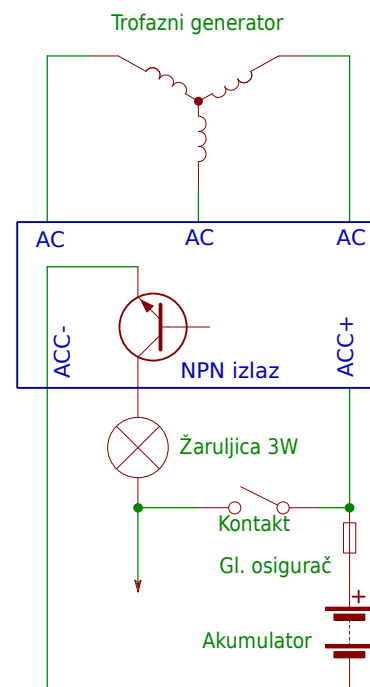 Trofazni generator
AC
AC
AC
ACC-
ACC+
NPN izlaz
Žaruljica 3W
Kontakt
Gl. osigurač
+
Akumulator